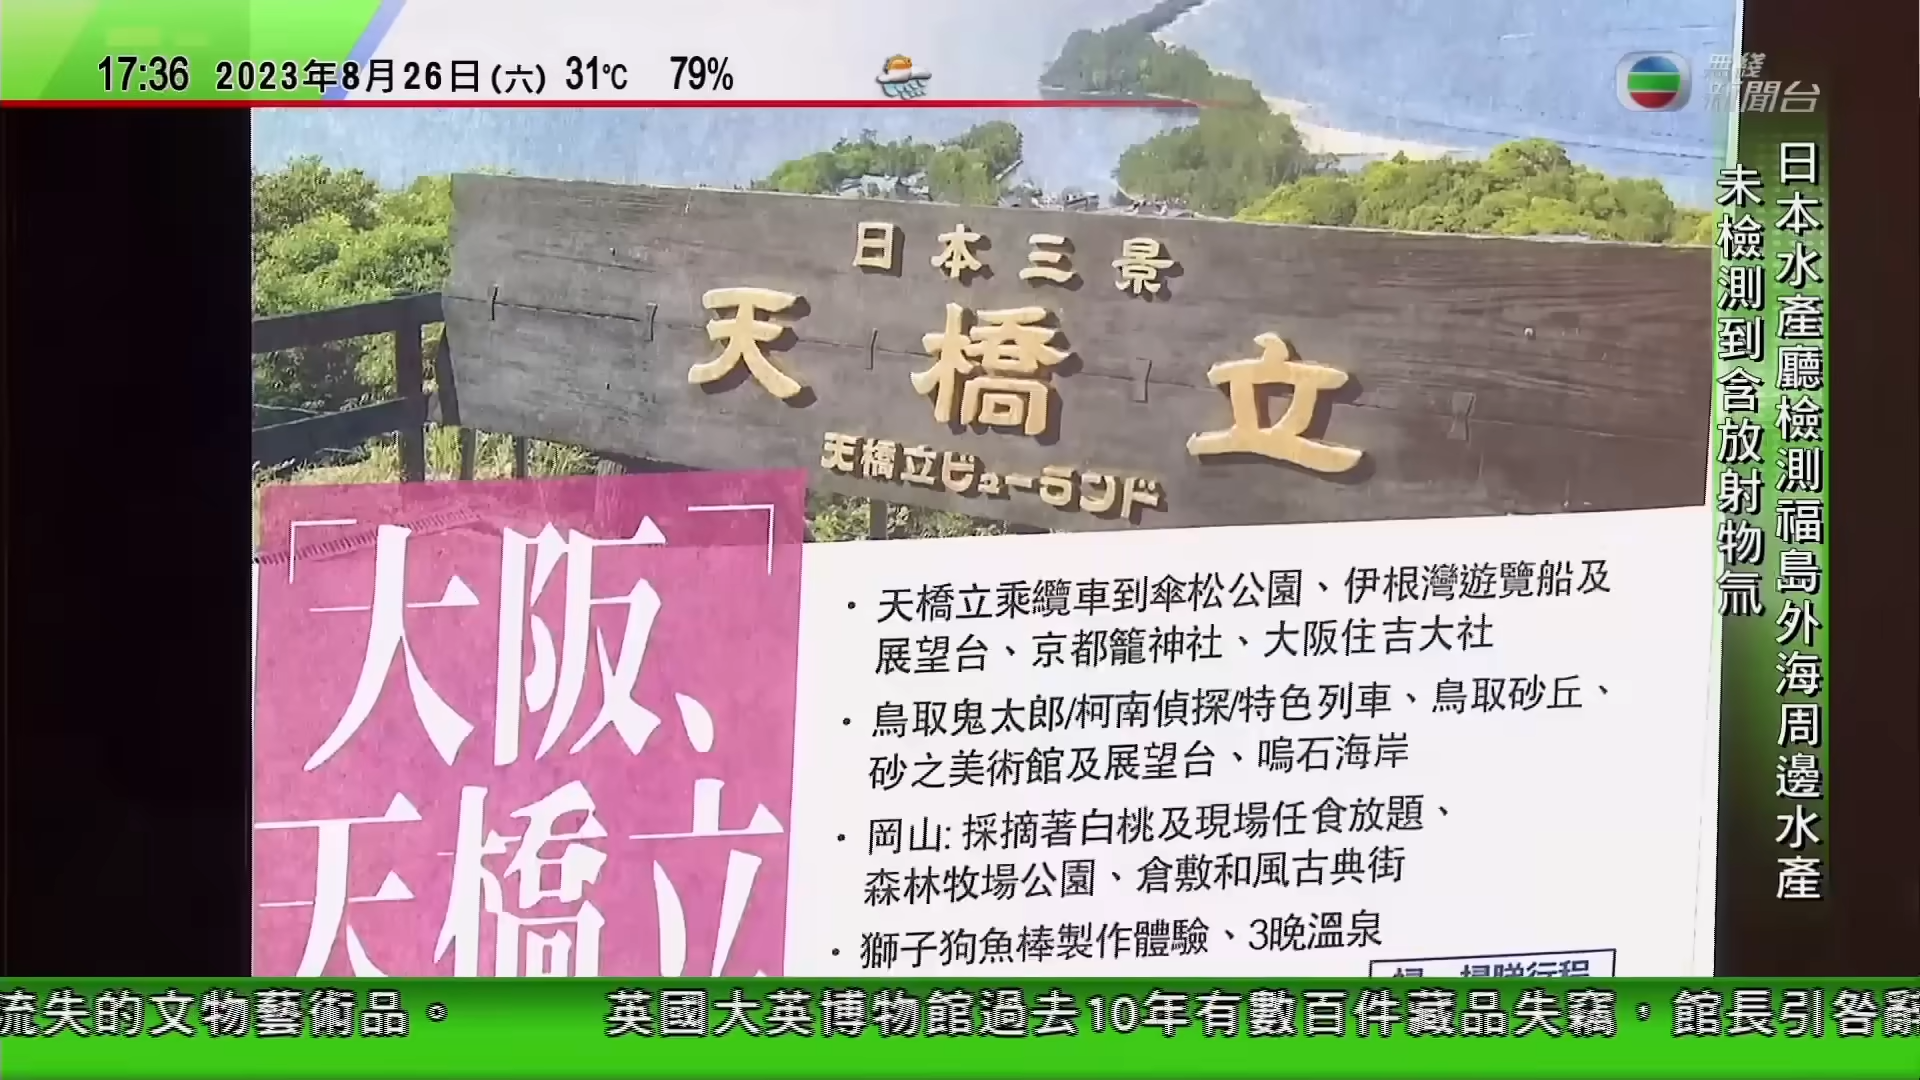 17:36 2023年8月26日(六) 31℃ 79%
無綫
新聞台
日本水產廳檢測福島外海周邊水產
未檢測到含放射物氚
日本三景
天橋立
天橋立ビューランド
「大阪、
天橋立
・天橋立乘纜車到傘松公園、伊根灣遊覽船及
展望台、京都籠神社、大阪住吉大社
・鳥取鬼太郎/柯南偵探/特色列車、鳥取砂丘、
砂之美術館及展望台、嗚石海岸
・岡山: 採摘著白桃及現場任食放題、
森林牧場公園、倉敷和風古典街
・獅子狗魚棒製作體驗、3晚溫泉
流失的文物藝術品。 英國大英博物館過去10年有數百件藏品失竊，館長引咎辭